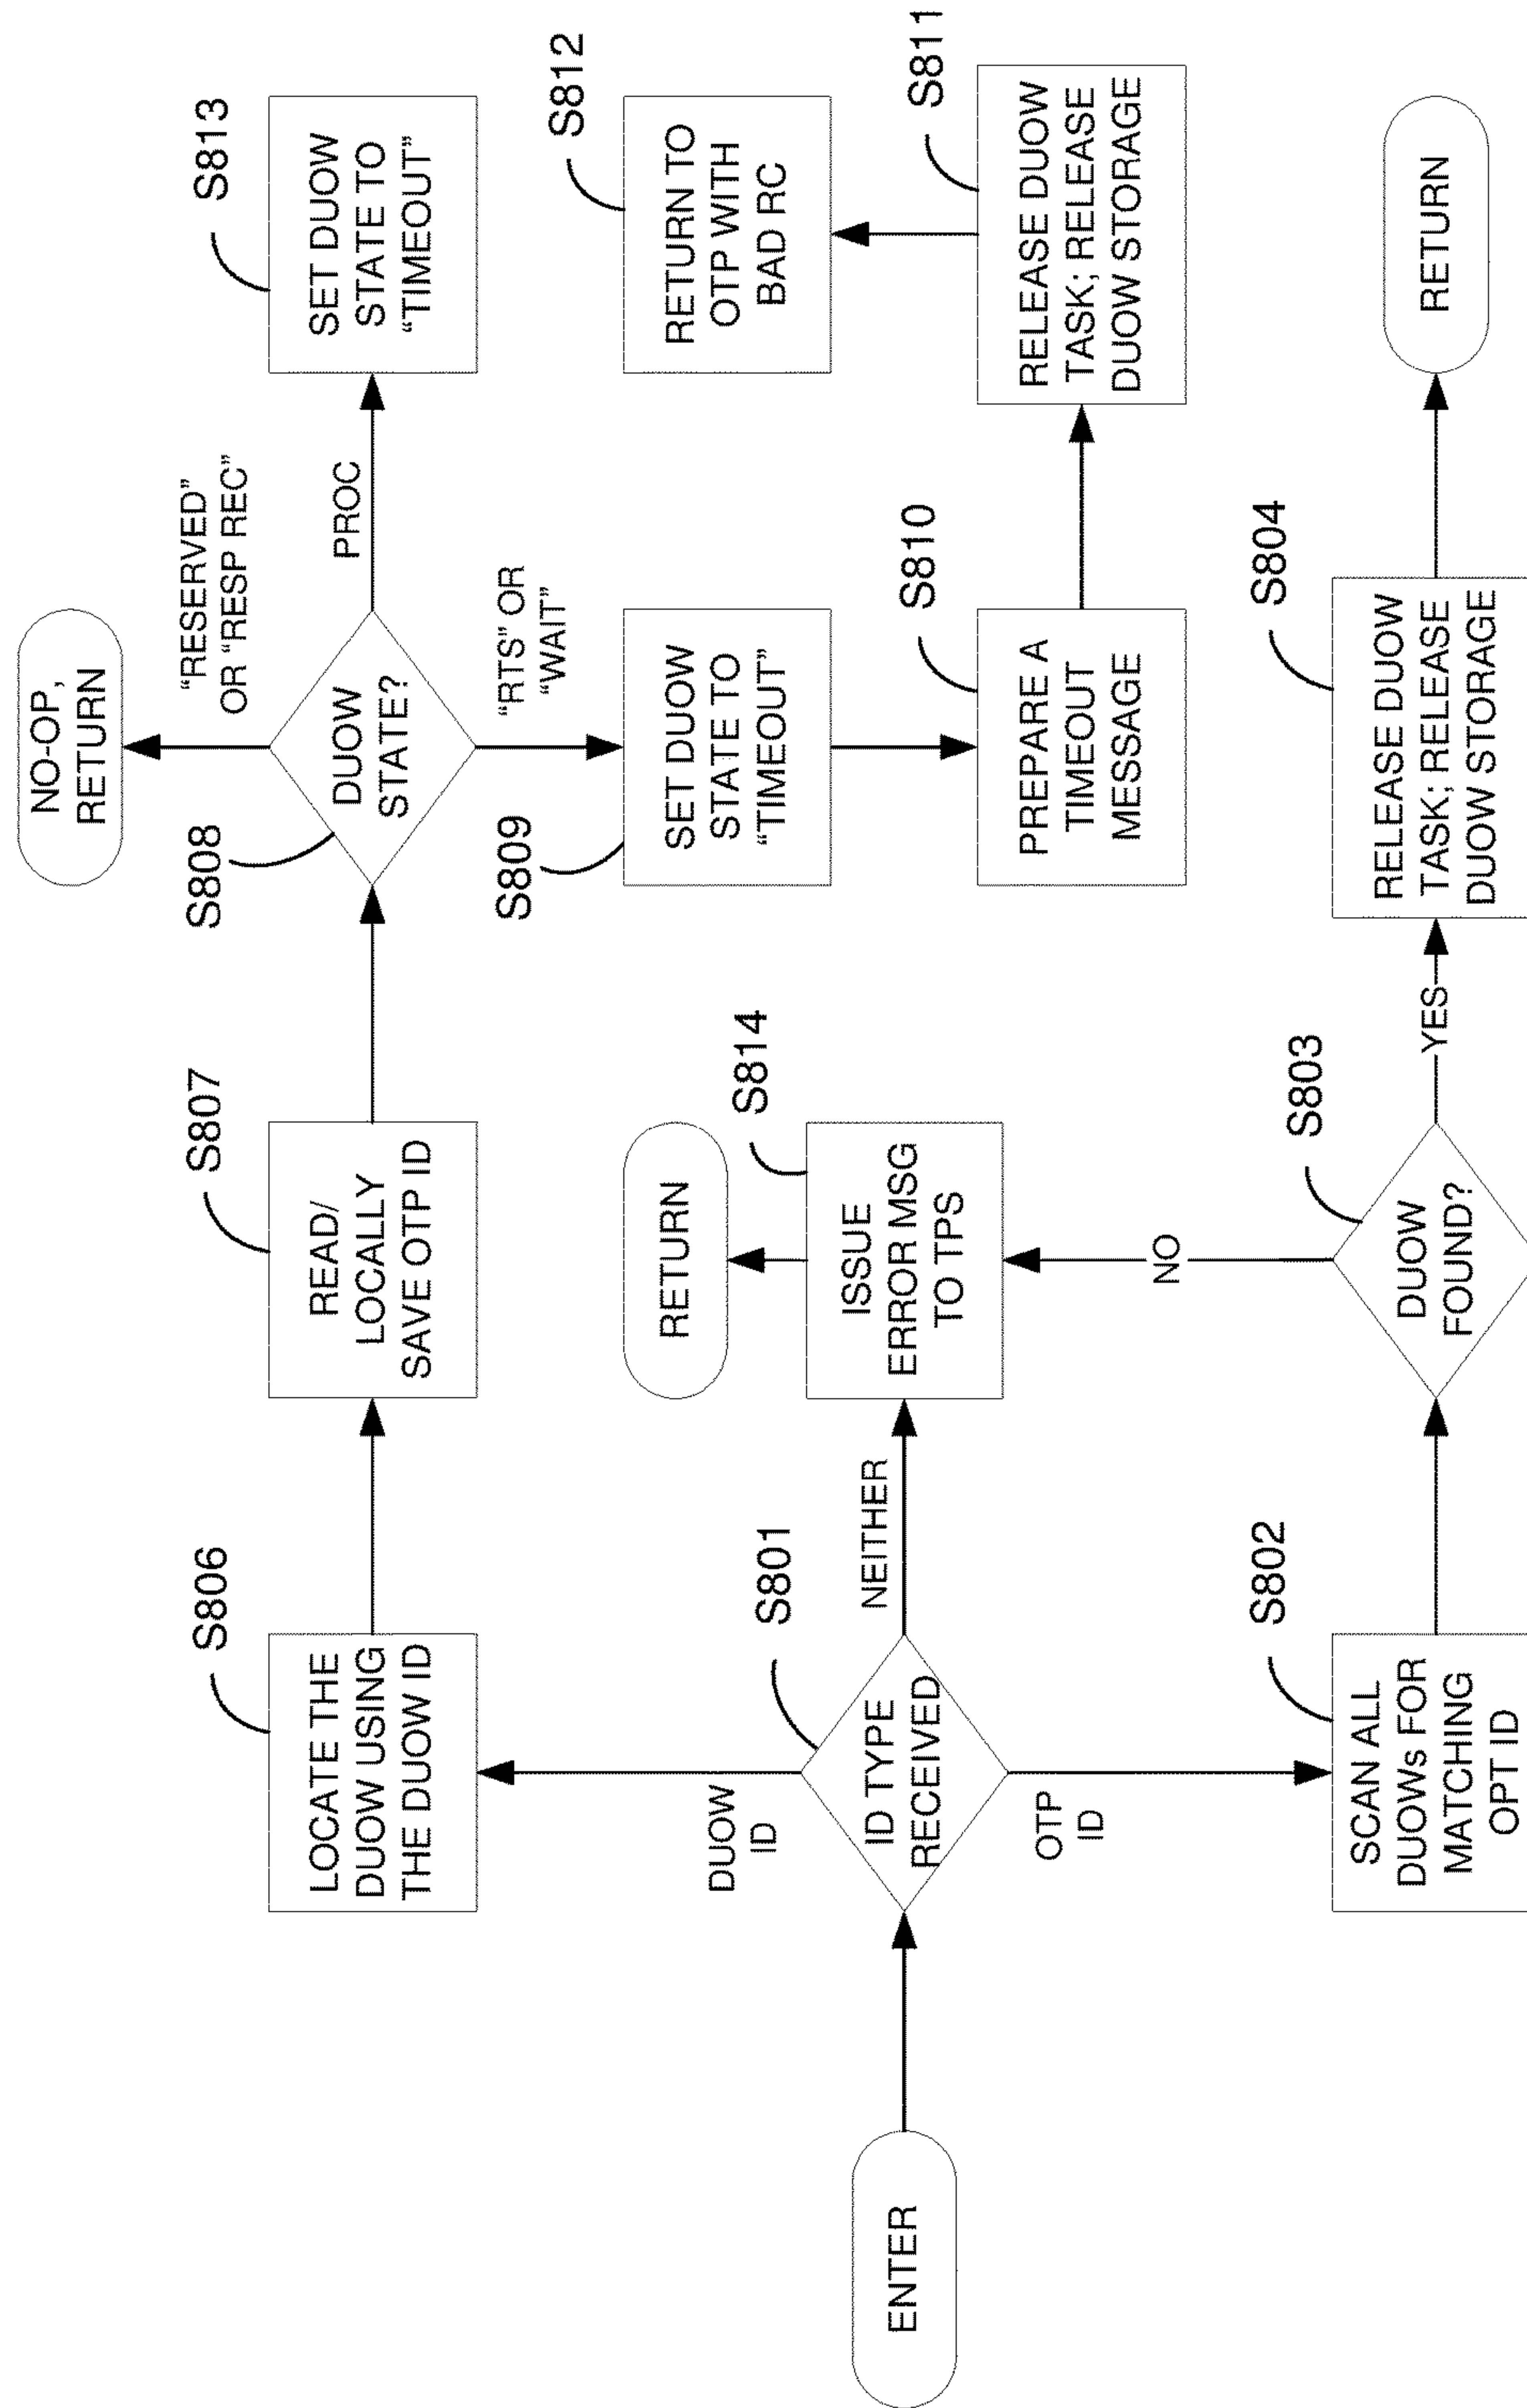 ENTER
ID TYPE
RECEIVED
S801
DUOW
ID
NEITHER
OTP
ID
LOCATE THE
DUOW USING
THE DUOW ID
S806
READ/
LOCALLY
SAVE OTP ID
S807
DUOW
STATE?
S808
NO-OP,
RETURN
"RESERVED"
OR "RESP REC"
PROC
SET DUOW
STATE TO
"TIMEOUT"
S813
"RTS" OR
"WAIT"
SET DUOW
STATE TO
"TIMEOUT"
S809
PREPARE A
TIMEOUT
MESSAGE
S810
RELEASE DUOW
TASK; RELEASE
DUOW STORAGE
S811
RETURN TO
OTP WITH
BAD RC
S812
RETURN
ISSUE
ERROR MSG
TO TPS
S814
SCAN ALL
DUOWs FOR
MATCHING
OPT ID
S802
DUOW
FOUND?
S803
NO
YES
RELEASE DUOW
TASK; RELEASE
DUOW STORAGE
S804
RETURN